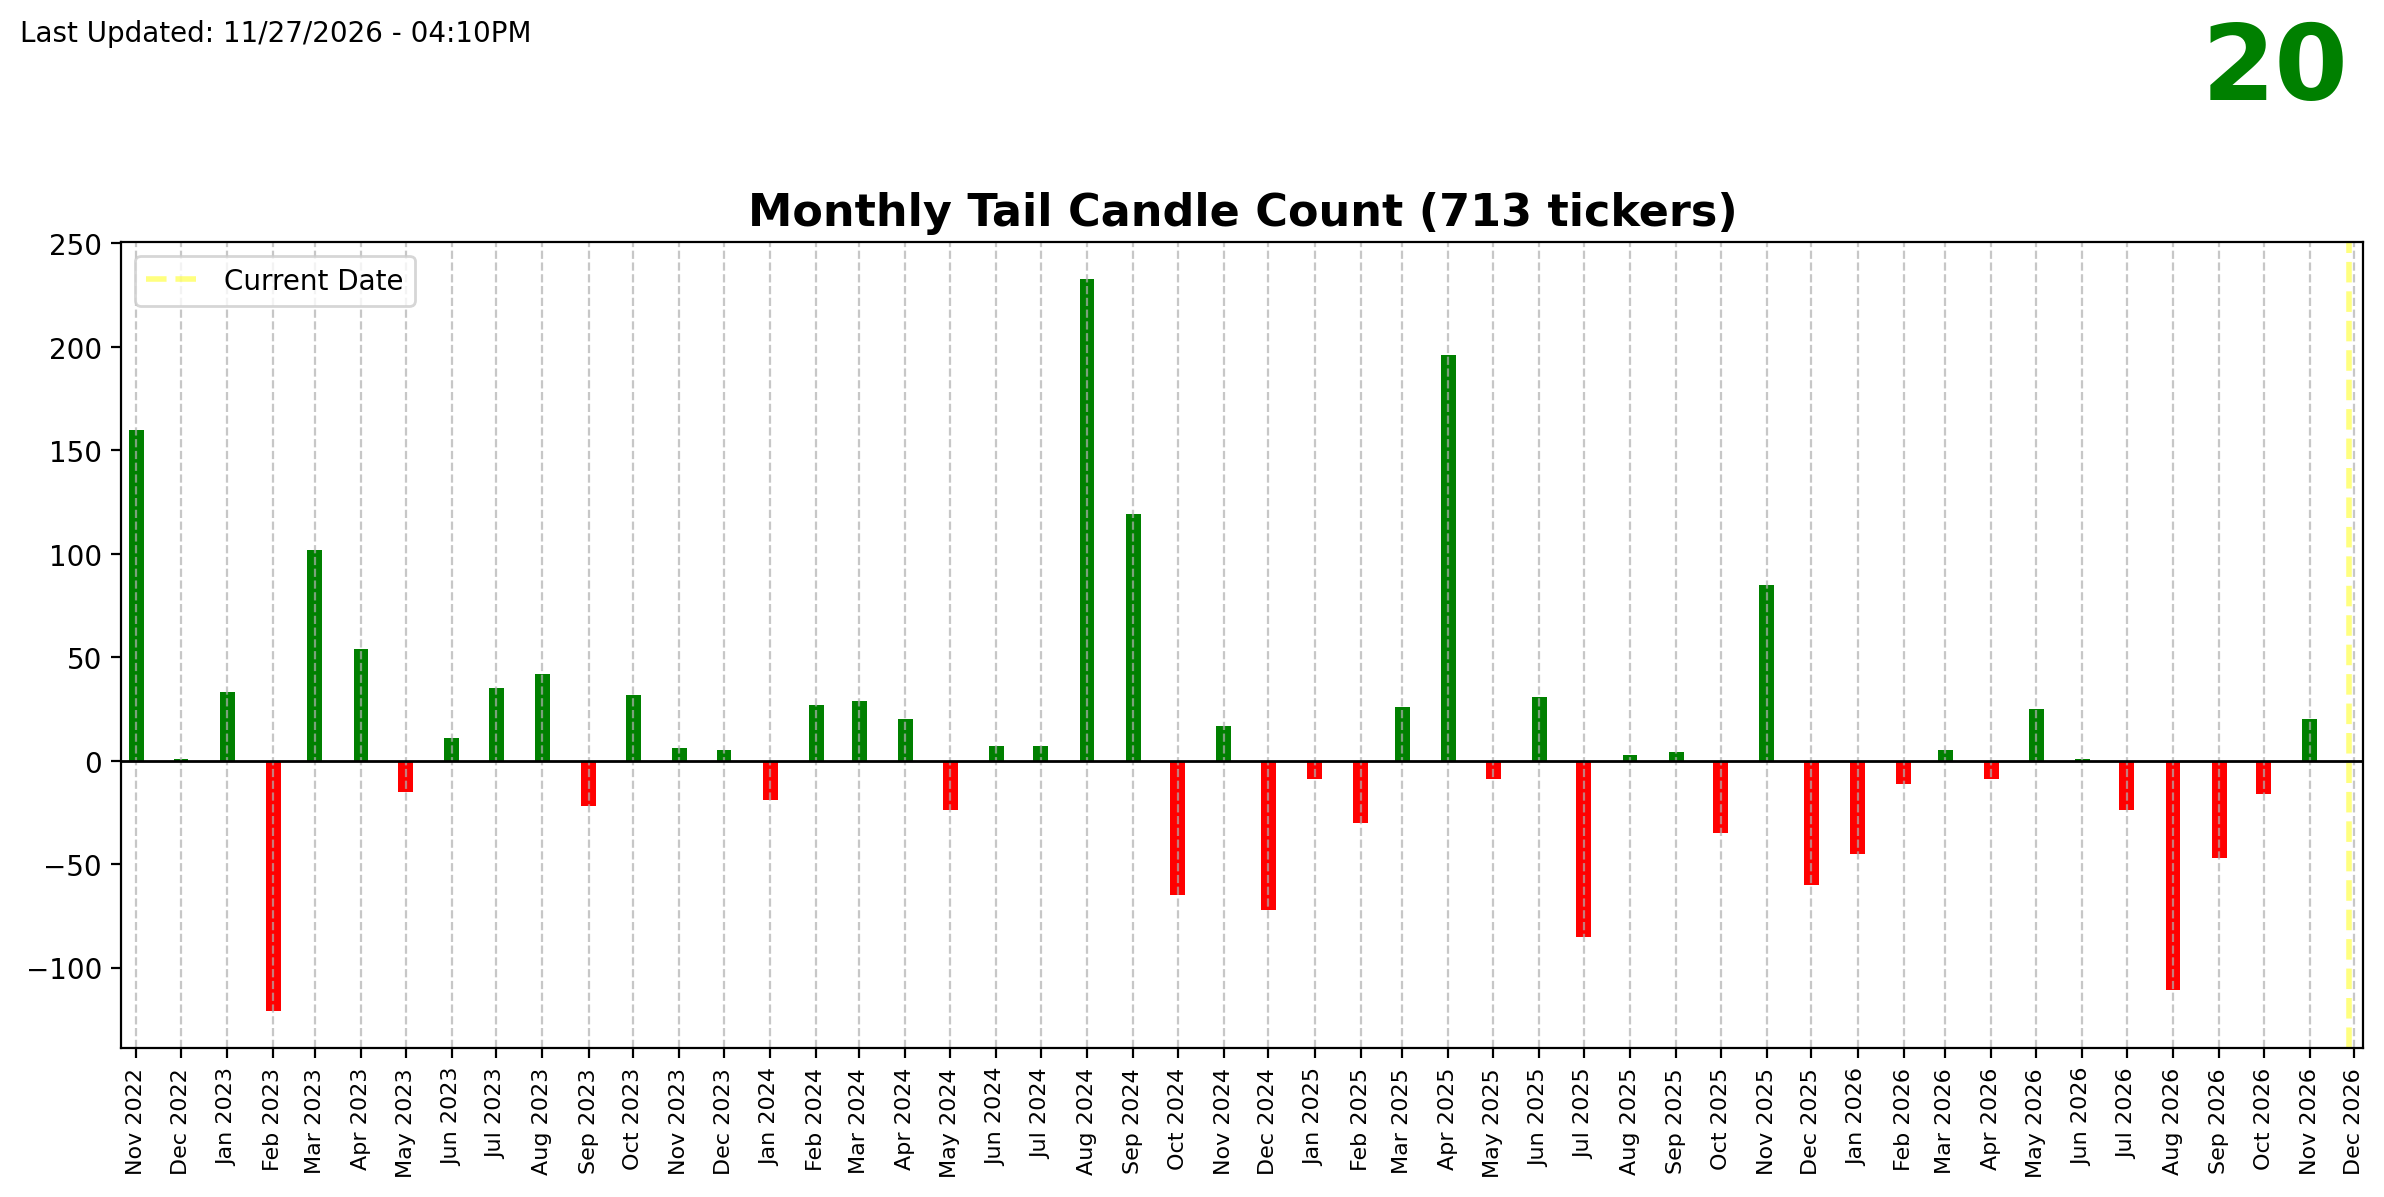 Last Updated: 11/27/2026 - 04:10PM
20
Monthly Tail Candle Count (713 tickers)
Current Date
250
200
150
100
50
0
−50
−100
Nov 2022
Dec 2022
Jan 2023
Feb 2023
Mar 2023
Apr 2023
May 2023
Jun 2023
Jul 2023
Aug 2023
Sep 2023
Oct 2023
Nov 2023
Dec 2023
Jan 2024
Feb 2024
Mar 2024
Apr 2024
May 2024
Jun 2024
Jul 2024
Aug 2024
Sep 2024
Oct 2024
Nov 2024
Dec 2024
Jan 2025
Feb 2025
Mar 2025
Apr 2025
May 2025
Jun 2025
Jul 2025
Aug 2025
Sep 2025
Oct 2025
Nov 2025
Dec 2025
Jan 2026
Feb 2026
Mar 2026
Apr 2026
May 2026
Jun 2026
Jul 2026
Aug 2026
Sep 2026
Oct 2026
Nov 2026
Dec 2026